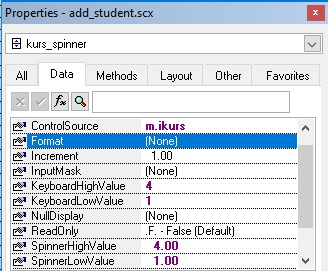 Properties - add_student.scx
kurs_spinner
All Data Methods Layout Other Favorites
fx
ControlSource m.ikurs
Format (None)
Increment 1.00
InputMask (None)
KeyboardHighValue 4
KeyboardLowValue 1
NullDisplay (None)
ReadOnly .F. - False (Default)
SpinnerHighValue 4.00
SpinnerLowValue 1.00